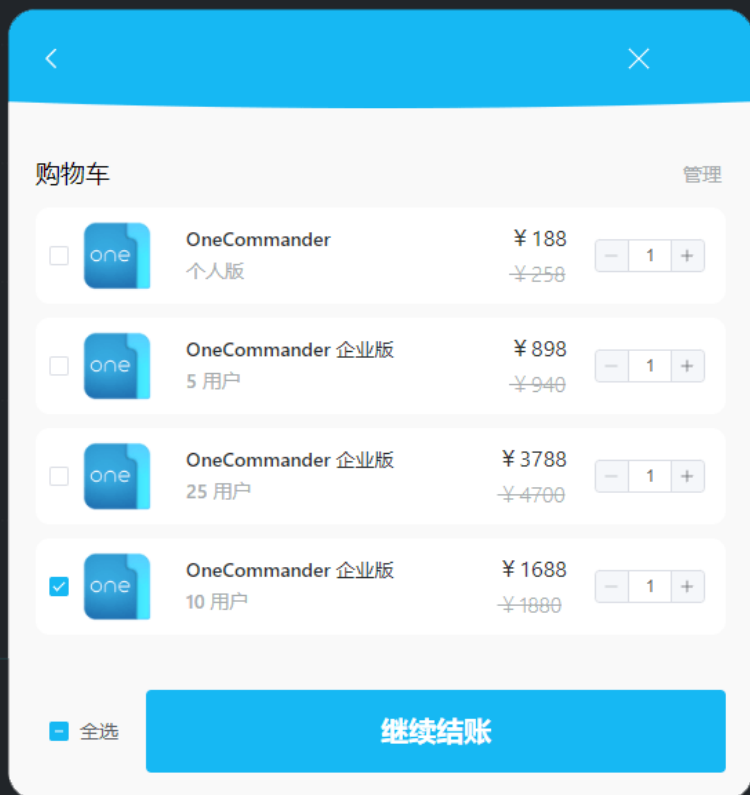 购物车
管理
one
OneCommander
个人版
¥ 188
¥ 258
1
one
OneCommander 企业版
5 用户
¥ 898
¥ 940
1
one
OneCommander 企业版
25 用户
¥ 3788
¥ 4700
1
one
OneCommander 企业版
10 用户
¥ 1688
¥ 1880
1
全选
继续结账